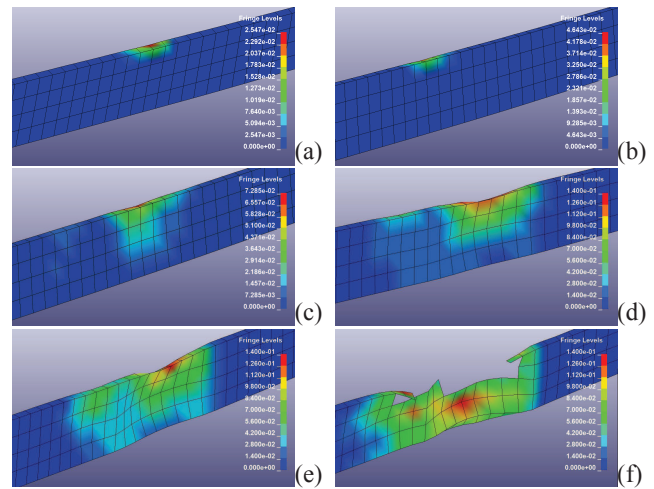 Fringe Levels
2.547e-02
2.292e-02
2.037e-02
1.783e-02
1.528e-02
1.273e-02
1.019e-02
7.640e-03
5.094e-03
2.547e-03
0.000e+00
(a)
Fringe Levels
4.643e-02
4.178e-02
3.714e-02
3.250e-02
2.786e-02
2.321e-02
1.857e-02
1.393e-02
9.285e-03
4.643e-03
0.000e+00
(b)
Fringe Levels
7.285e-02
6.557e-02
5.828e-02
5.100e-02
4.371e-02
3.643e-02
2.914e-02
2.186e-02
1.457e-02
7.285e-03
0.000e+00
(c)
Fringe Levels
1.400e-01
1.260e-01
1.120e-01
9.800e-02
8.400e-02
7.000e-02
5.600e-02
4.200e-02
2.800e-02
1.400e-02
0.000e+00
(d)
Fringe Levels
1.400e-01
1.260e-01
1.120e-01
9.800e-02
8.400e-02
7.000e-02
5.600e-02
4.200e-02
2.800e-02
1.400e-02
0.000e+00
(e)
Fringe Levels
1.400e-01
1.260e-01
1.120e-01
9.800e-02
8.400e-02
7.000e-02
5.600e-02
4.200e-02
2.800e-02
1.400e-02
0.000e+00
(f)